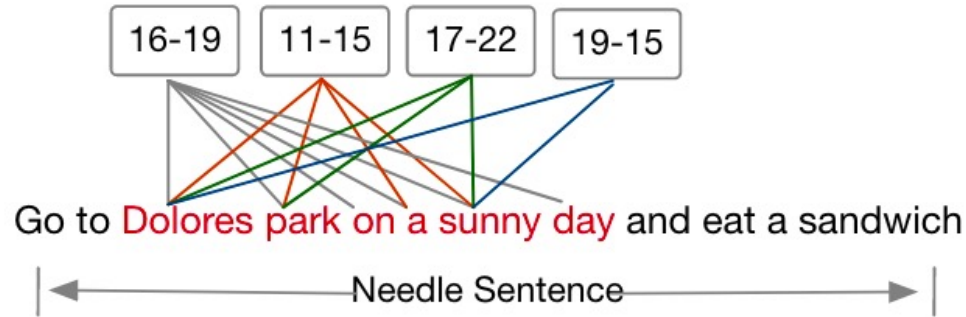 16-19 11-15 17-22 19-15
Go to Dolores park on a sunny day and eat a sandwich
Needle Sentence